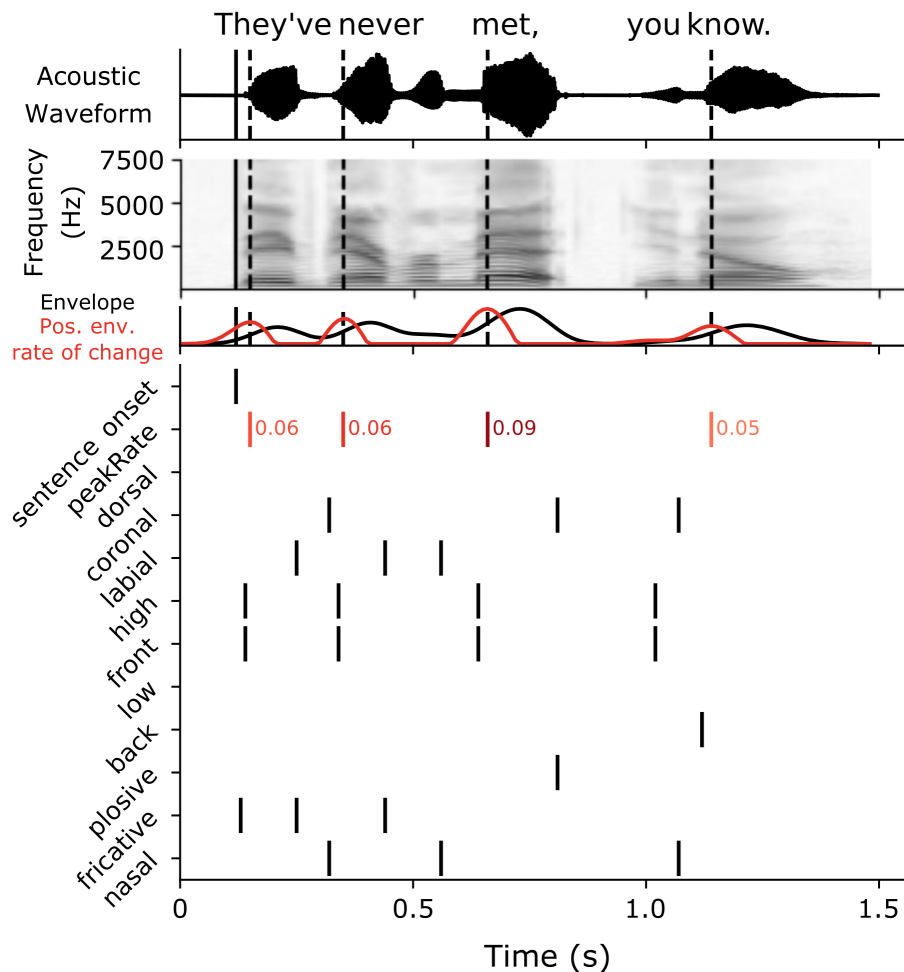 They've never met, you know.
Acoustic
Waveform
Frequency
(Hz)
7500
5000
2500
Envelope
Pos. env.
rate of change
sentence onset
peakRate
0.06 0.06 0.09 0.05
dorsal
coronal
labial
high
front
low
back
plosive
fricative
nasal
0 0.5 1.0 1.5
Time (s)